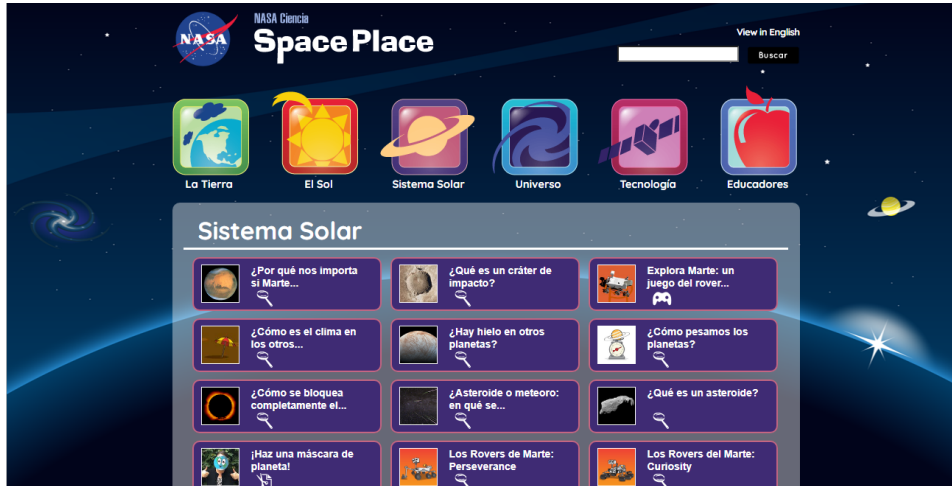 NASA
NASA Ciencia
Space Place
View in English
Buscar
La Tierra
El Sol
Sistema Solar
Universo
Tecnología
Educadores
Sistema Solar
¿Por qué nos importa
si Marte...
¿Qué es un cráter de
impacto?
Explora Marte: un
juego del rover...
¿Cómo es el clima en
los otros...
¿Hay hielo en otros
planetas?
¿Cómo pesamos los
planetas?
¿Cómo se bloquea
completamente el...
¿Asteroide o meteoro:
en qué se...
¿Qué es un asteroide?
¡Haz una máscara de
planeta!
Los Rovers de Marte:
Perseverance
Los Rovers del Marte:
Curiosity